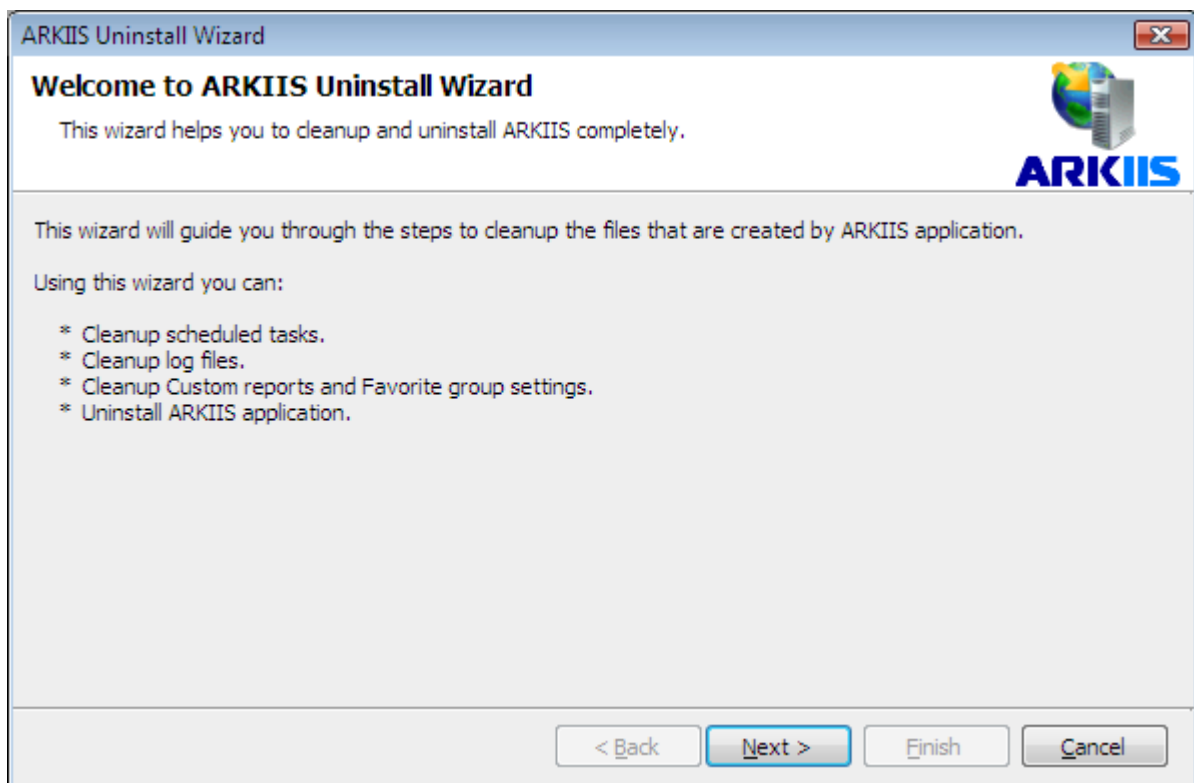 ARKIIS Uninstall Wizard
Welcome to ARKIIS Uninstall Wizard
This wizard helps you to cleanup and uninstall ARKIIS completely.
ARKIIS
This wizard will guide you through the steps to cleanup the files that are created by ARKIIS application.
Using this wizard you can:
* Cleanup scheduled tasks.
* Cleanup log files.
* Cleanup Custom reports and Favorite group settings.
* Uninstall ARKIIS application.
< Back Next > Finish Cancel